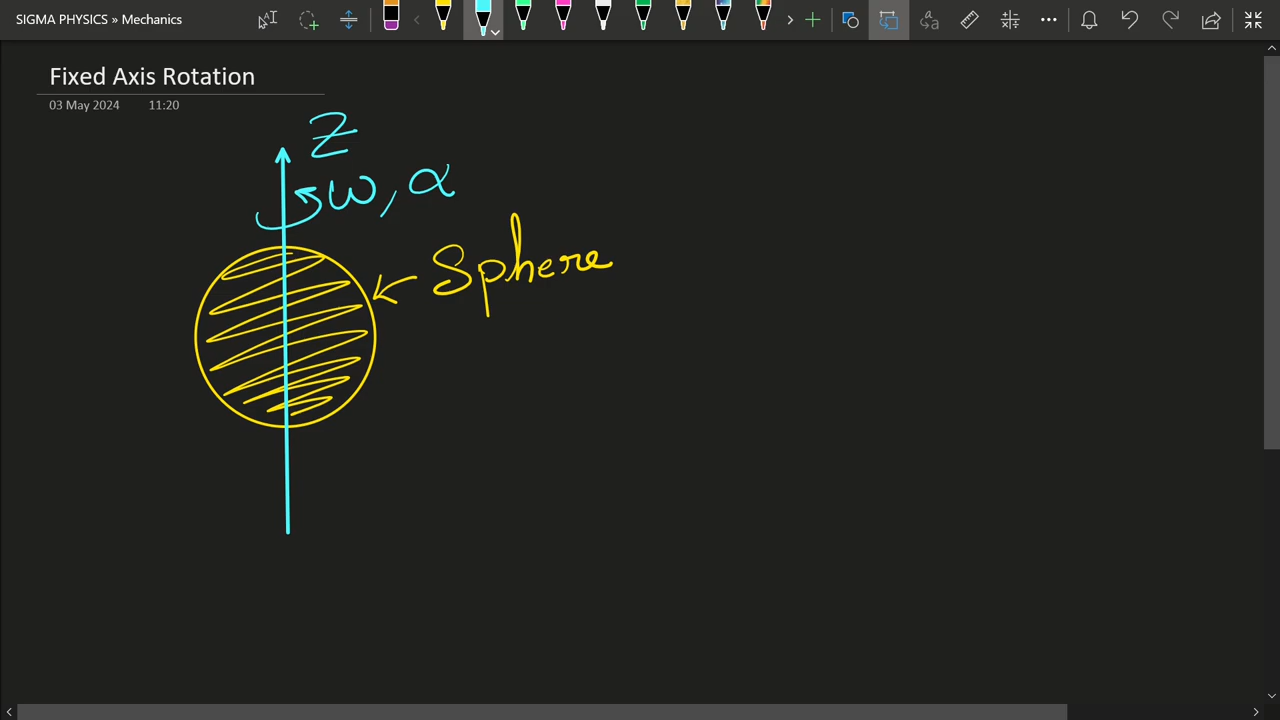 SIGMA PHYSICS » Mechanics
Fixed Axis Rotation
03 May 2024 11:20
Z
ω, α
Sphere